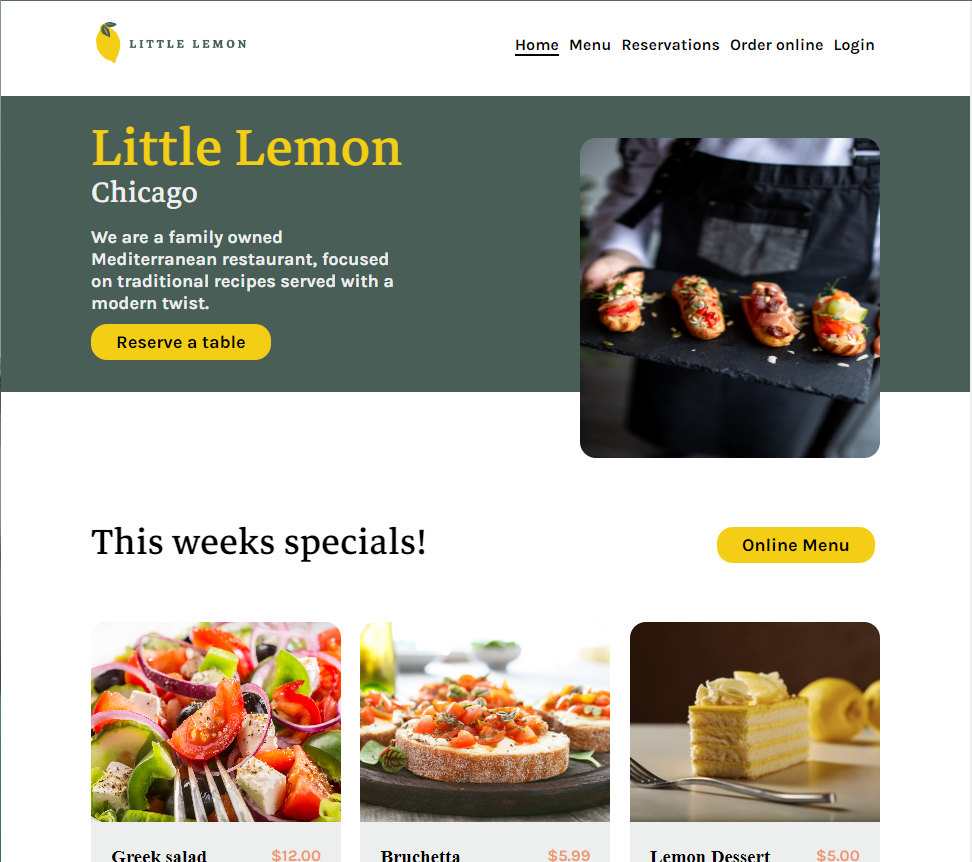 LITTLE LEMON
Home Menu Reservations Order online Login
Little Lemon
Chicago
We are a family owned
Mediterranean restaurant, focused
on traditional recipes served with a
modern twist.
Reserve a table
This weeks specials!
Online Menu
Greek salad $12.00
Bruchetta $5.99
Lemon Dessert $5.00